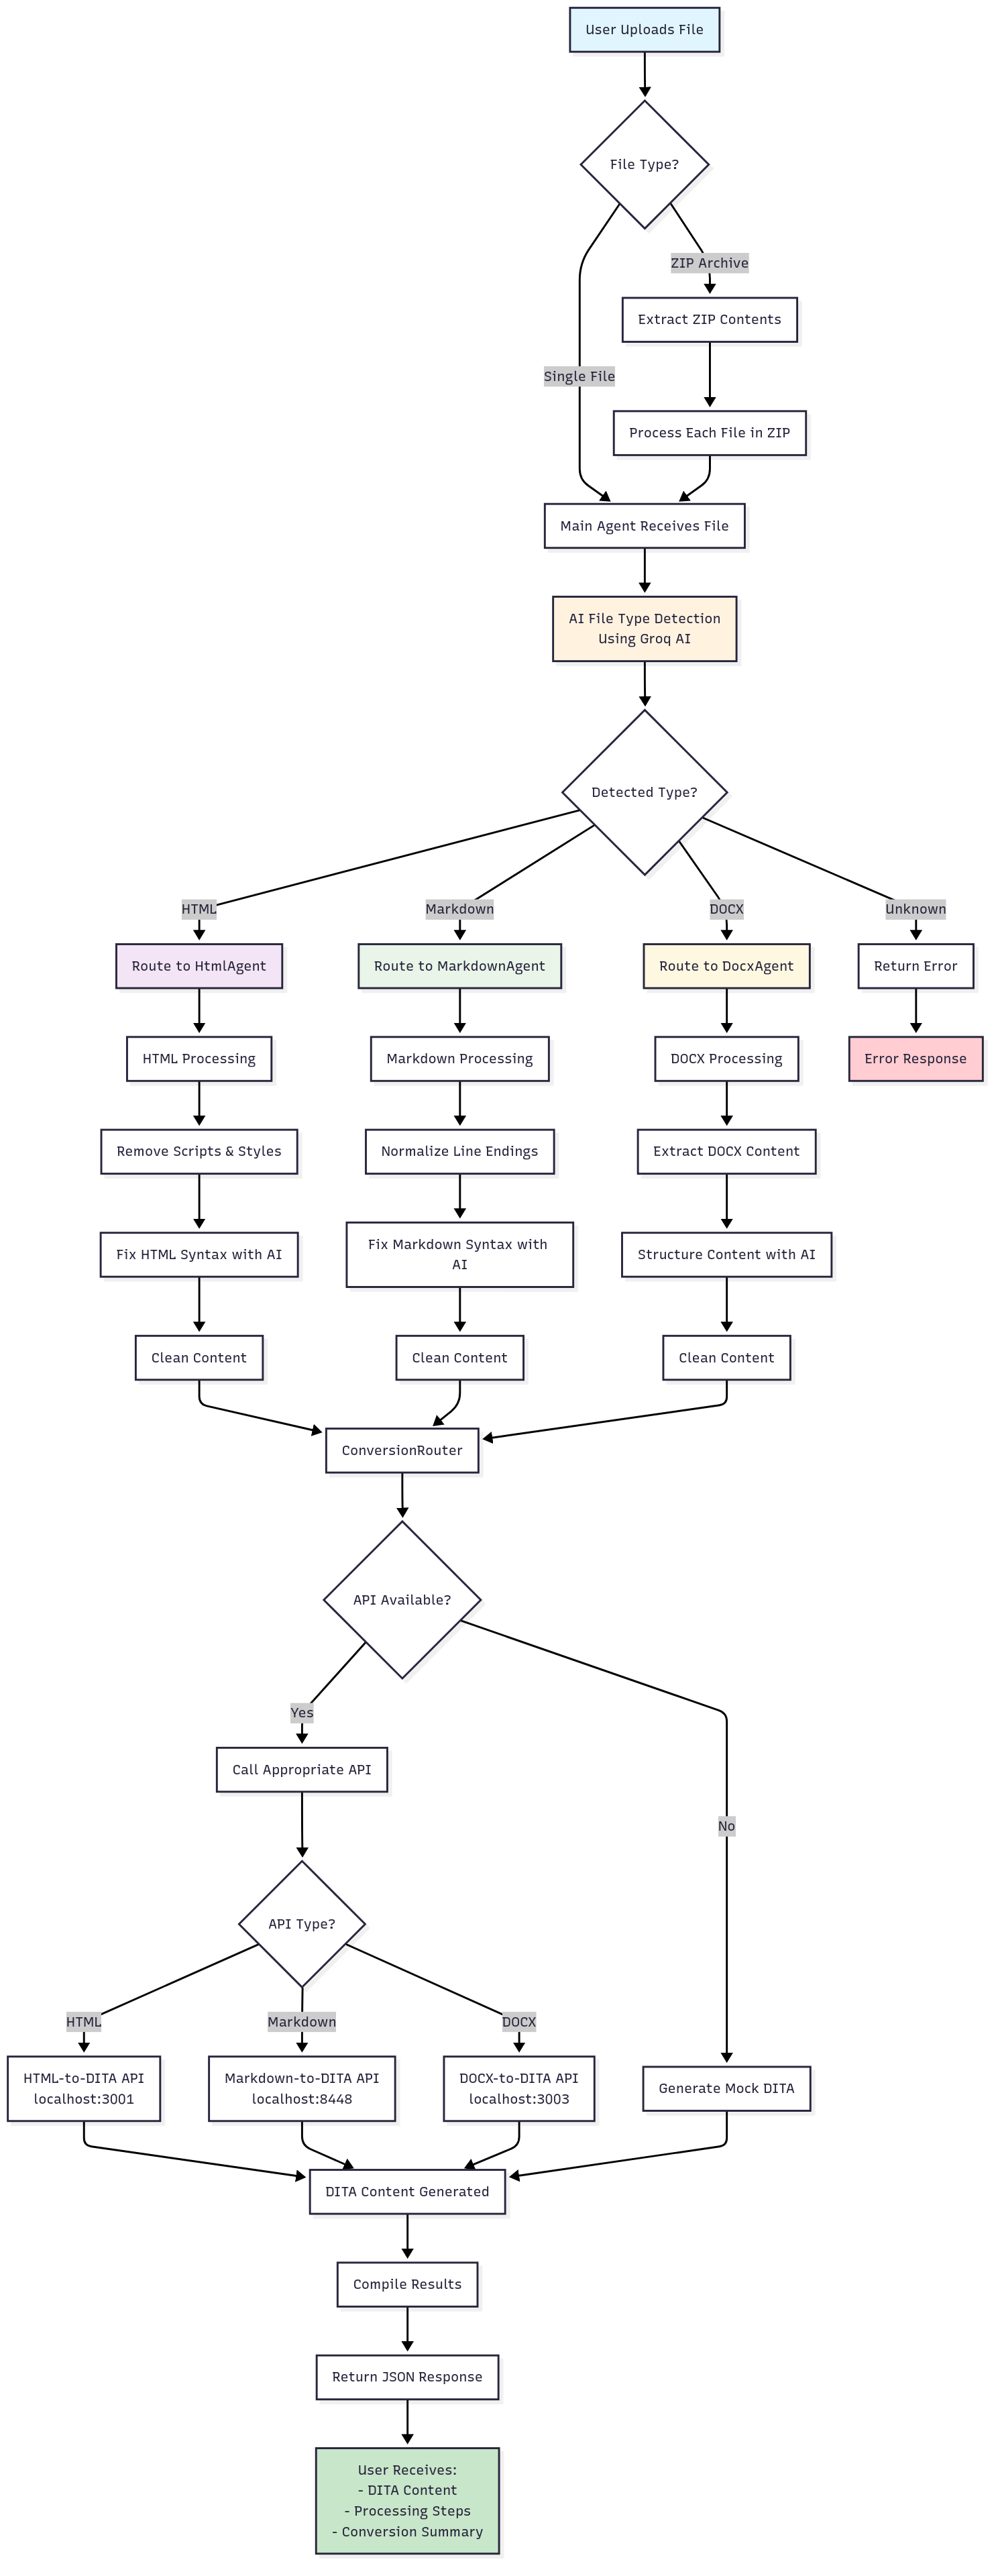 User Uploads File
File Type?
ZIP Archive
Extract ZIP Contents
Single File
Process Each File in ZIP
Main Agent Receives File
AI File Type Detection
Using Groq AI
Detected Type?
HTML
Markdown
DOCX
Unknown
Route to HtmlAgent
Route to MarkdownAgent
Route to DocxAgent
Return Error
HTML Processing
Markdown Processing
DOCX Processing
Error Response
Remove Scripts & Styles
Normalize Line Endings
Extract DOCX Content
Fix HTML Syntax with AI
Fix Markdown Syntax with
AI
Structure Content with AI
Clean Content
Clean Content
Clean Content
ConversionRouter
API Available?
Yes
Call Appropriate API
No
API Type?
HTML
Markdown
DOCX
HTML-to-DITA API
localhost:3001
Markdown-to-DITA API
localhost:8448
DOCX-to-DITA API
localhost:3003
Generate Mock DITA
DITA Content Generated
Compile Results
Return JSON Response
User Receives:
- DITA Content
- Processing Steps
- Conversion Summary